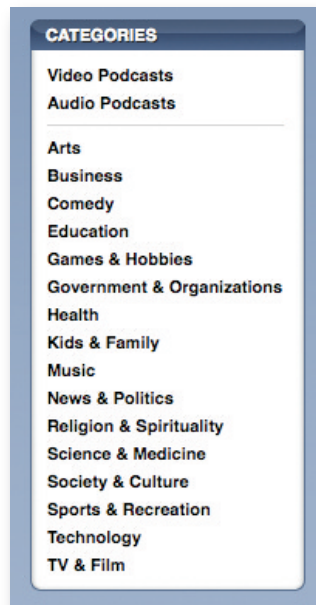 CATEGORIES
Video Podcasts
Audio Podcasts
Arts
Business
Comedy
Education
Games & Hobbies
Government & Organizations
Health
Kids & Family
Music
News & Politics
Religion & Spirituality
Science & Medicine
Society & Culture
Sports & Recreation
Technology
TV & Film